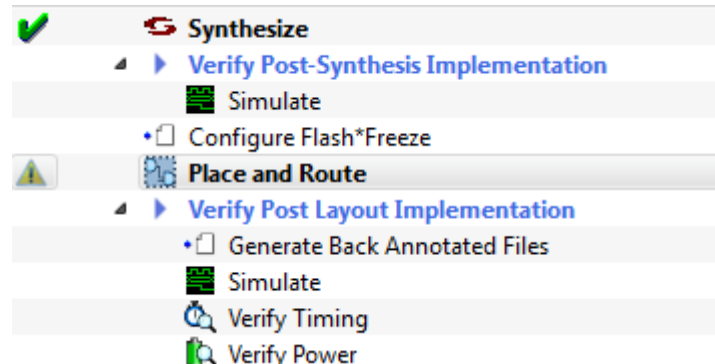 Synthesize
Verify Post-Synthesis Implementation
Simulate
Configure Flash*Freeze
Place and Route
Verify Post Layout Implementation
Generate Back Annotated Files
Simulate
Verify Timing
Verify Power